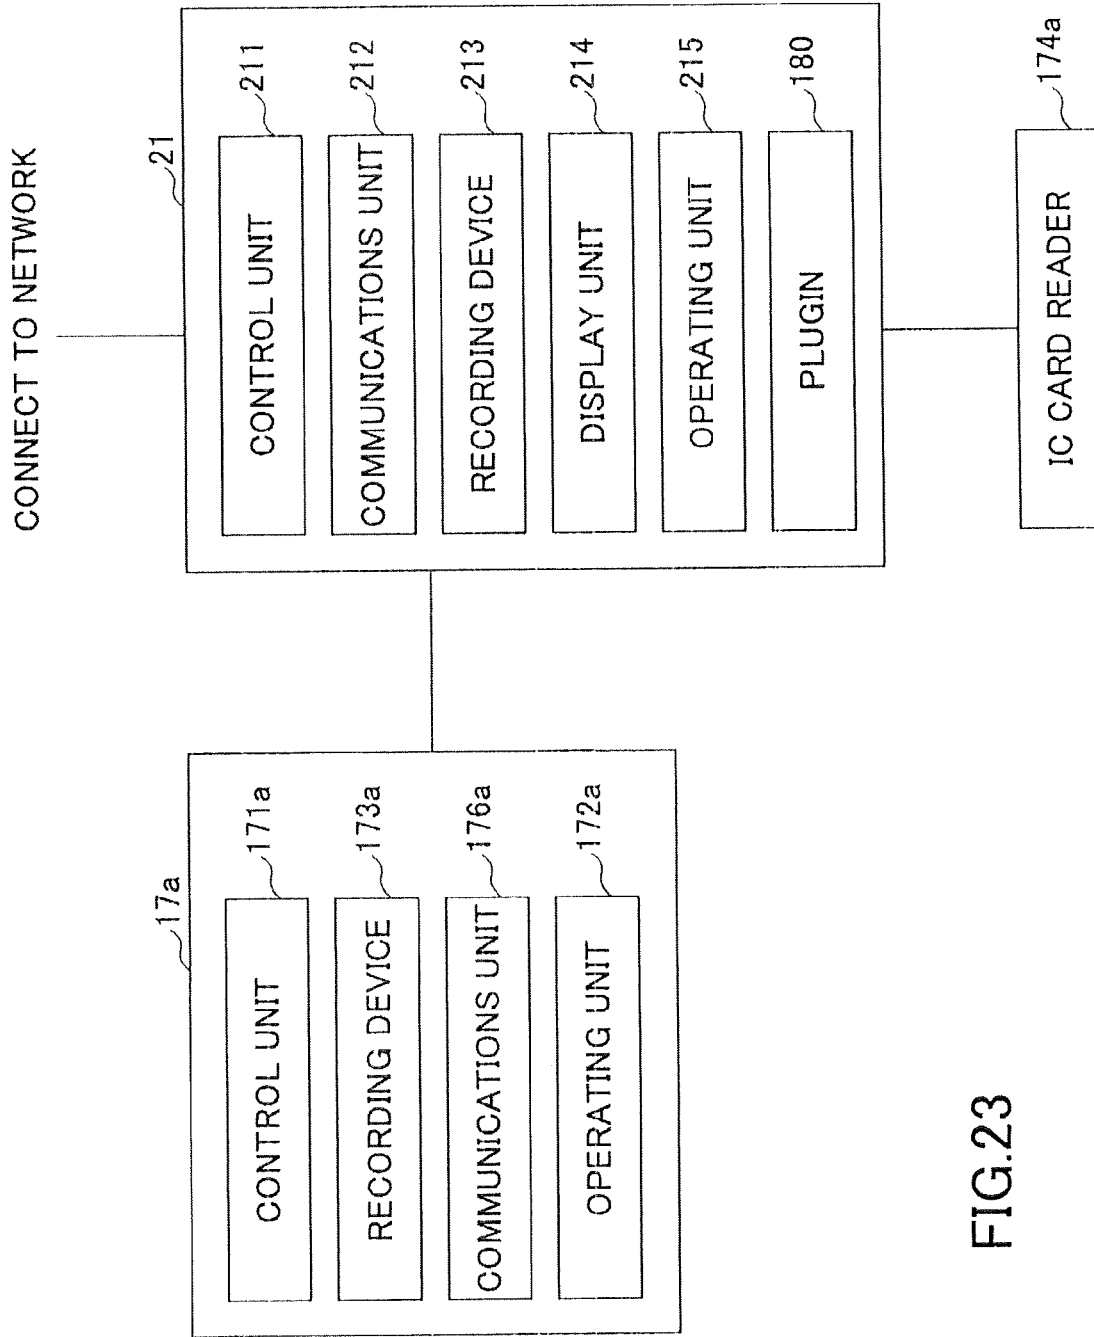 CONNECT TO NETWORK
21
CONTROL UNIT
211
COMMUNICATIONS UNIT
212
RECORDING DEVICE
213
DISPLAY UNIT
214
OPERATING UNIT
215
PLUGIN
180
IC CARD READER
174a
17a
CONTROL UNIT
171a
RECORDING DEVICE
173a
COMMUNICATIONS UNIT
176a
OPERATING UNIT
172a
FIG.23